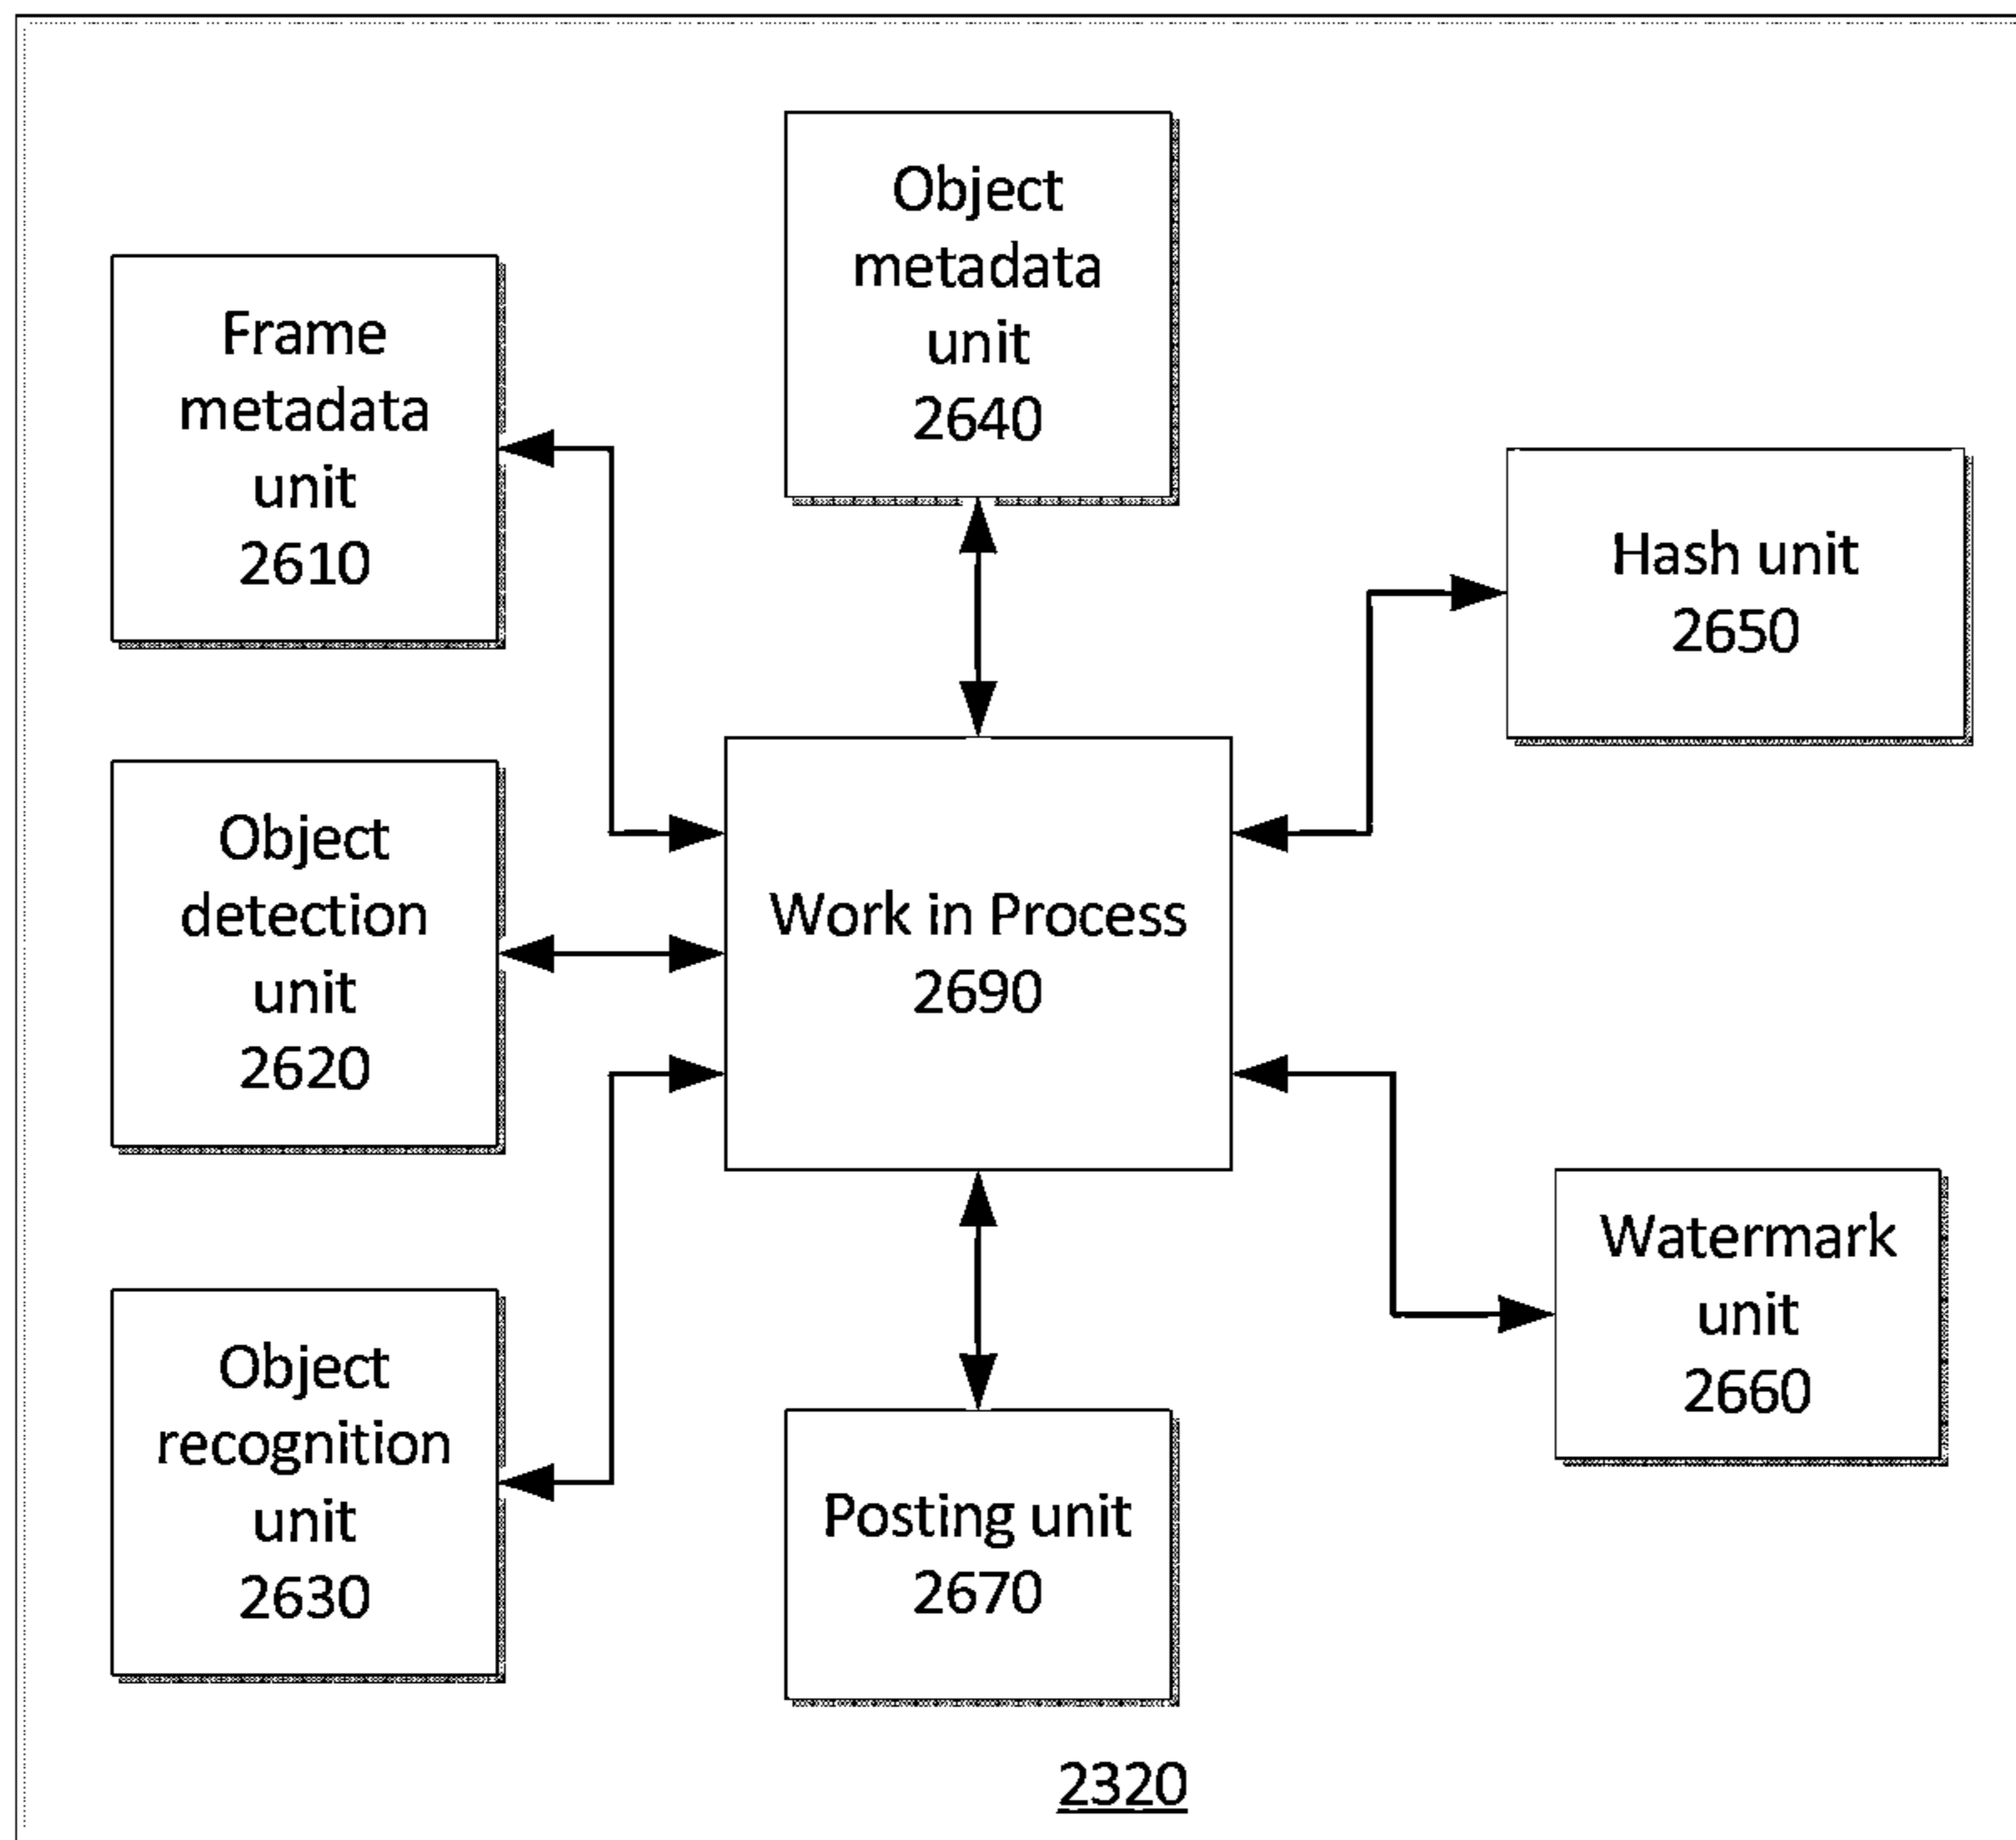 Object
metadata
unit
2640
Frame
metadata
unit
2610
Hash unit
2650
Object
detection
unit
2620
Work in Process
2690
Watermark
unit
2660
Object
recognition
unit
2630
Posting unit
2670
2320